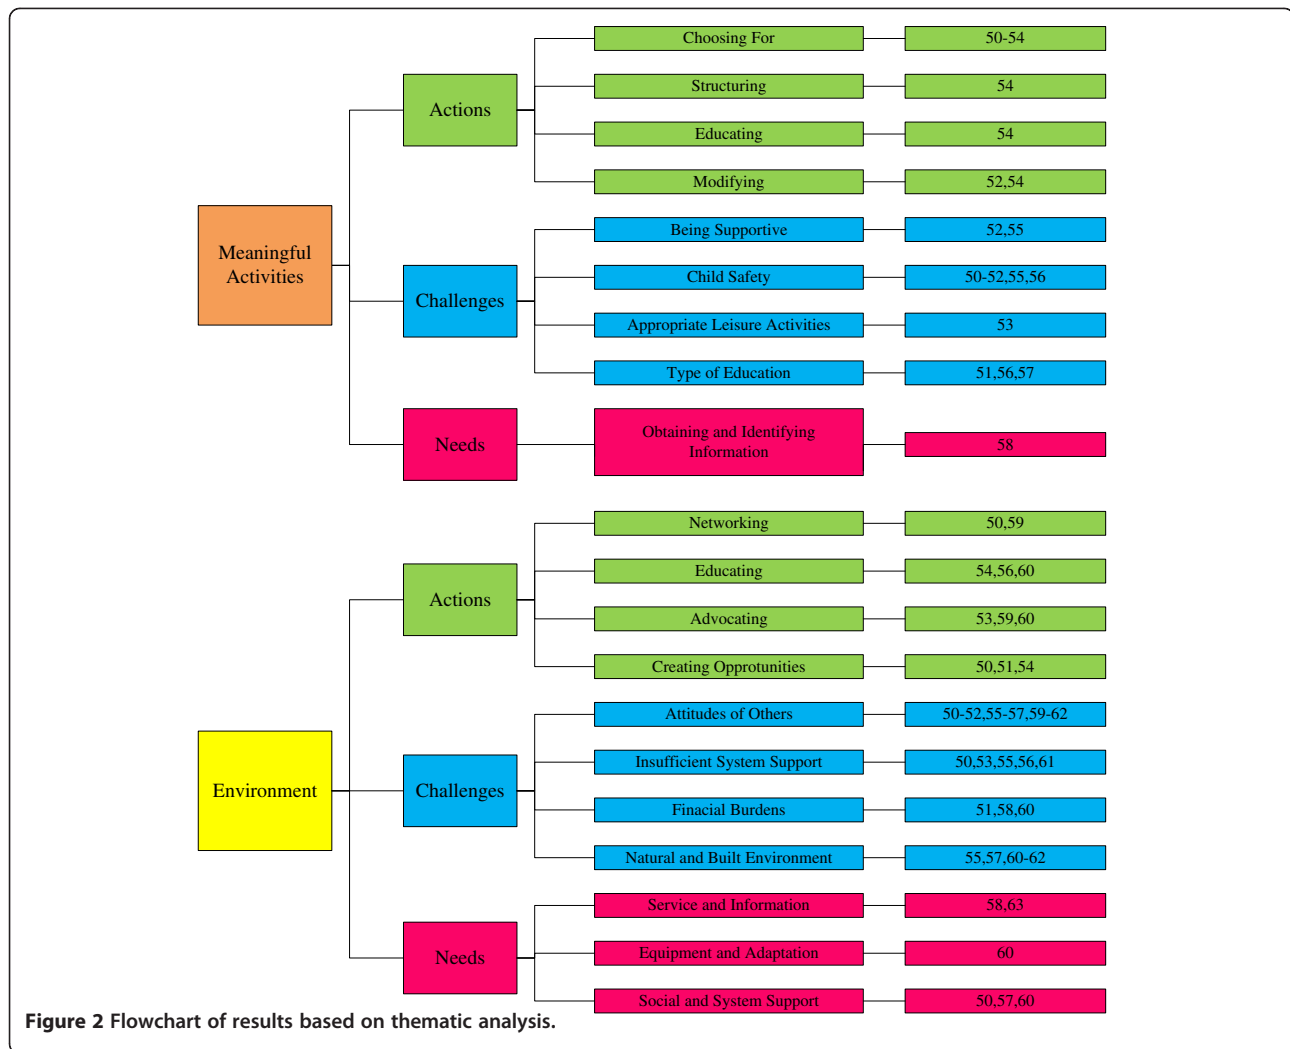 Meaningful
Activities
Actions
Choosing For
50-54
Structuring
54
Educating
54
Modifying
52,54
Challenges
Being Supportive
52,55
Child Safety
50-52,55,56
Appropriate Leisure Activities
53
Type of Education
51,56,57
Needs
Obtaining and Identifying
Information
58
Environment
Actions
Networking
50,59
Educating
54,56,60
Advocating
53,59,60
Creating Opprotunities
50,51,54
Challenges
Attitudes of Others
50-52,55-57,59-62
Insufficient System Support
50,53,55,56,61
Finacial Burdens
51,58,60
Natural and Built Environment
55,57,60-62
Needs
Service and Information
58,63
Equipment and Adaptation
60
Social and System Support
50,57,60
Figure 2 Flowchart of results based on thematic analysis.